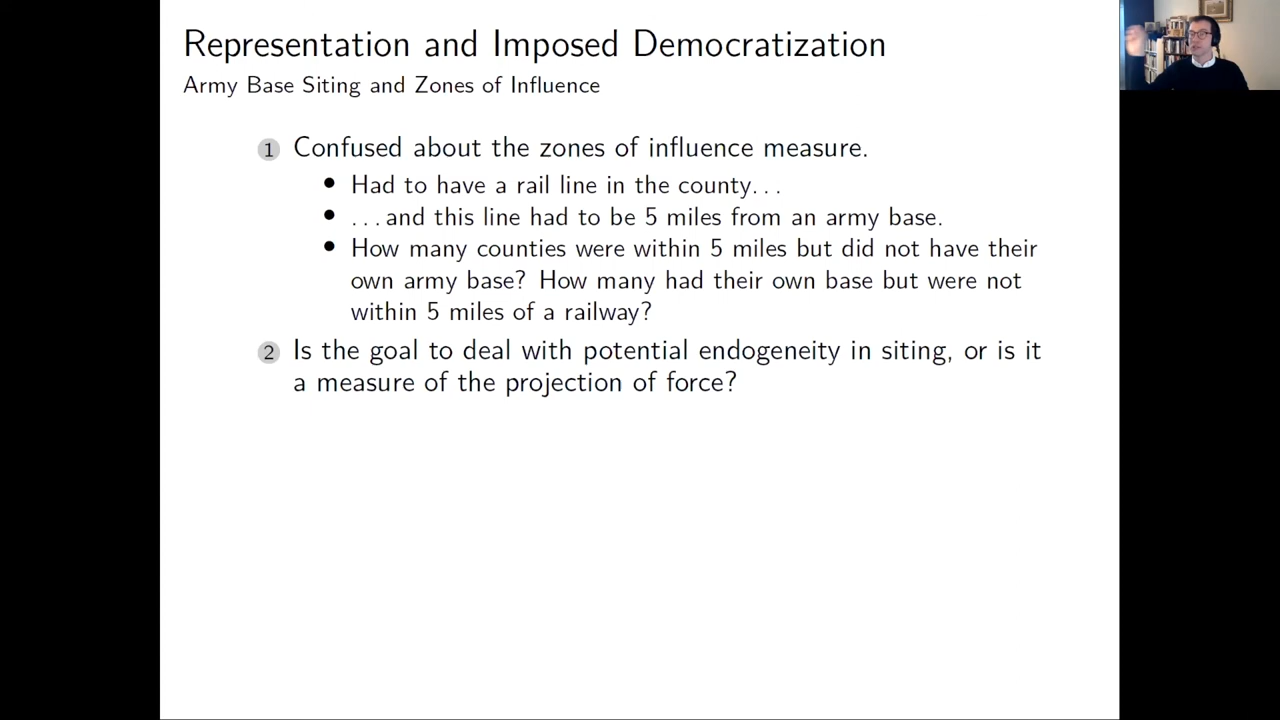 Representation and Imposed Democratization
Army Base Siting and Zones of Influence
1 Confused about the zones of influence measure.
• Had to have a rail line in the county...
• ...and this line had to be 5 miles from an army base.
• How many counties were within 5 miles but did not have their
own army base? How many had their own base but were not
within 5 miles of a railway?
2 Is the goal to deal with potential endogeneity in siting, or is it
a measure of the projection of force?